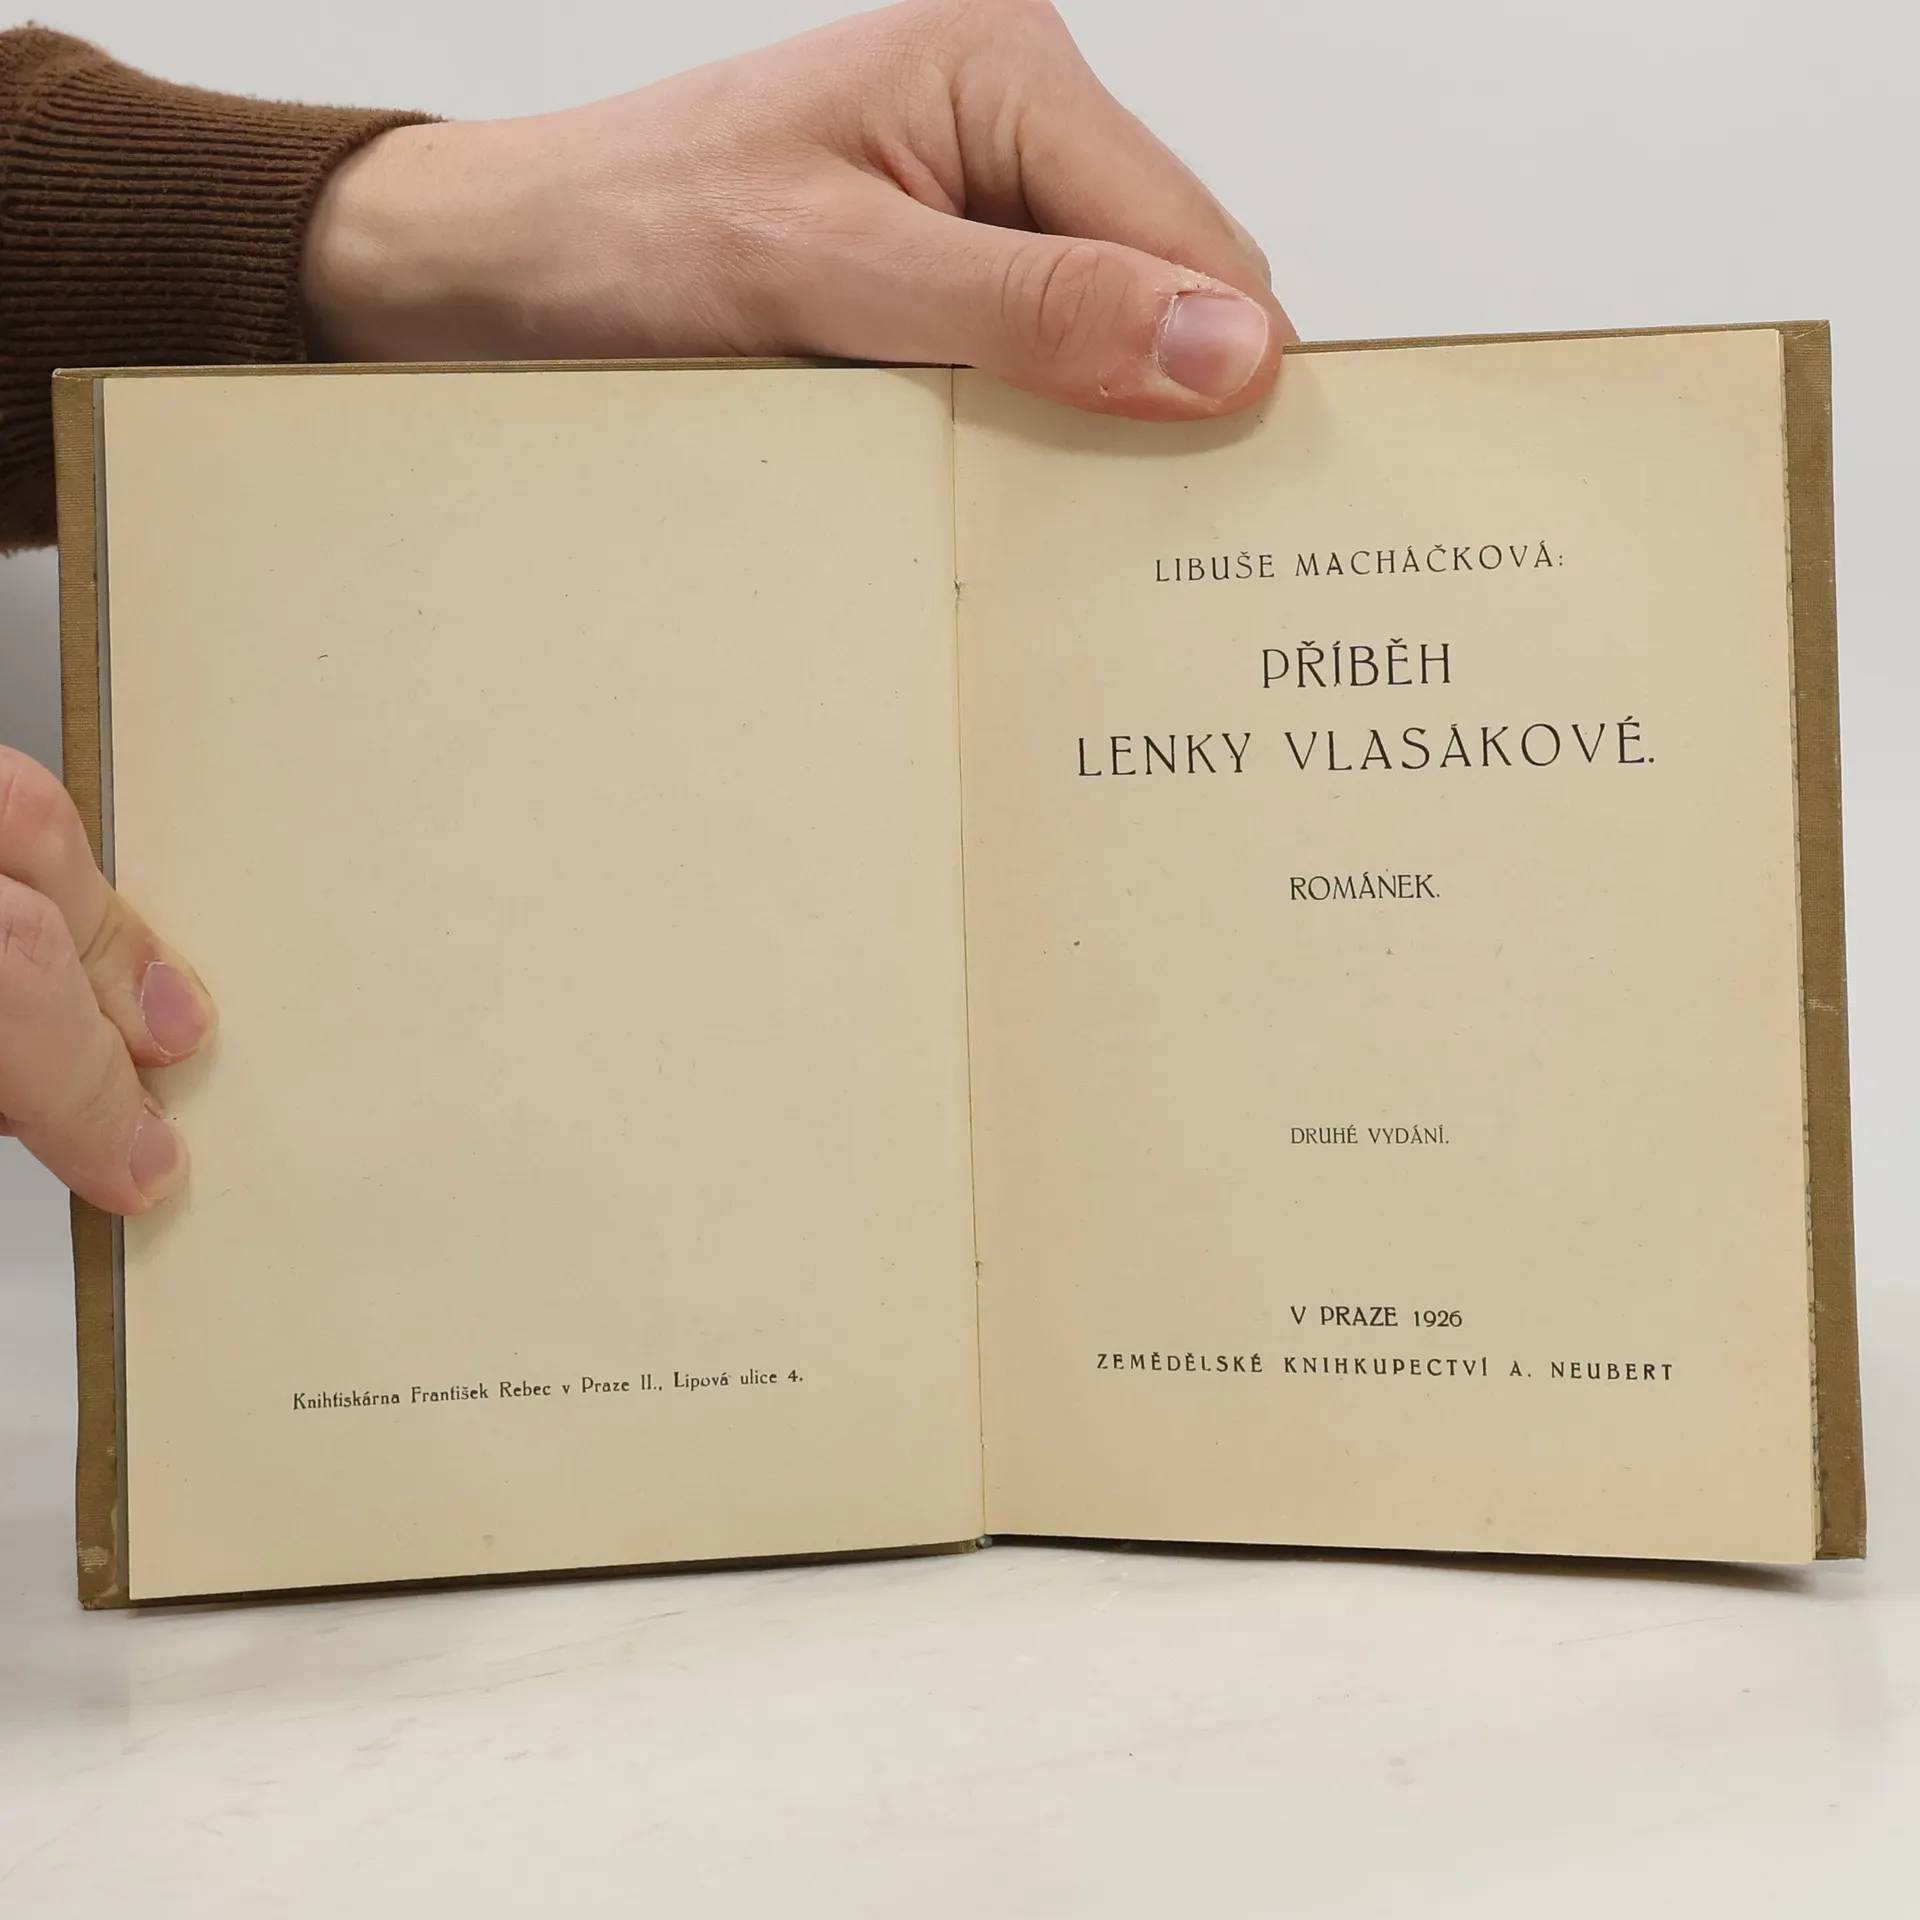 Knihtiskárna František Rebec v Praze II., Lípová ulice 4.
LIBUŠE MACHÁČKOVÁ:
PŘÍBĚH
LENKY VLASÁKOVÉ.
ROMÁNEK.
DRUHÉ VYDÁNÍ.
V PRAZE 1926
ZEMĚDĚLSKÉ KNIHKUPECTVÍ A. NEUBERT